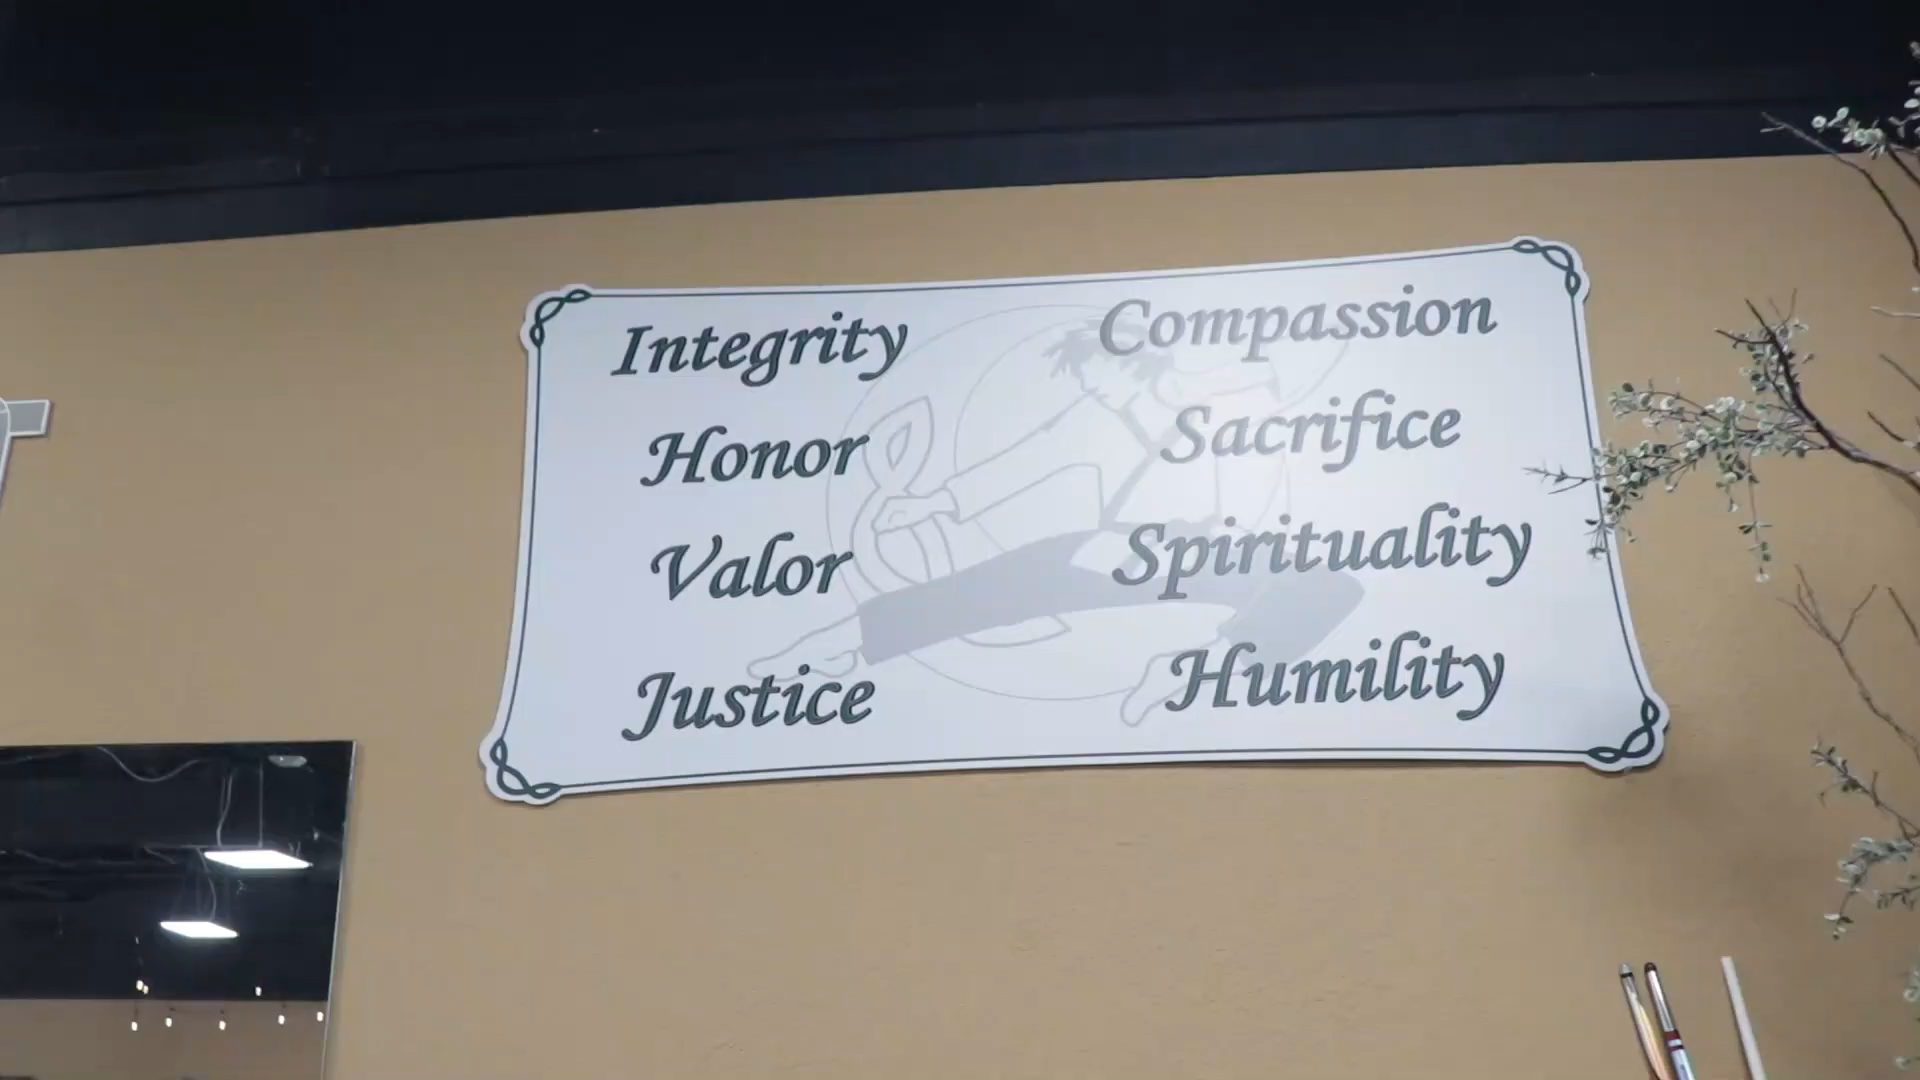 Integrity
Honor
Valor
Justice
Compassion
Sacrifice
Spirituality
Humility